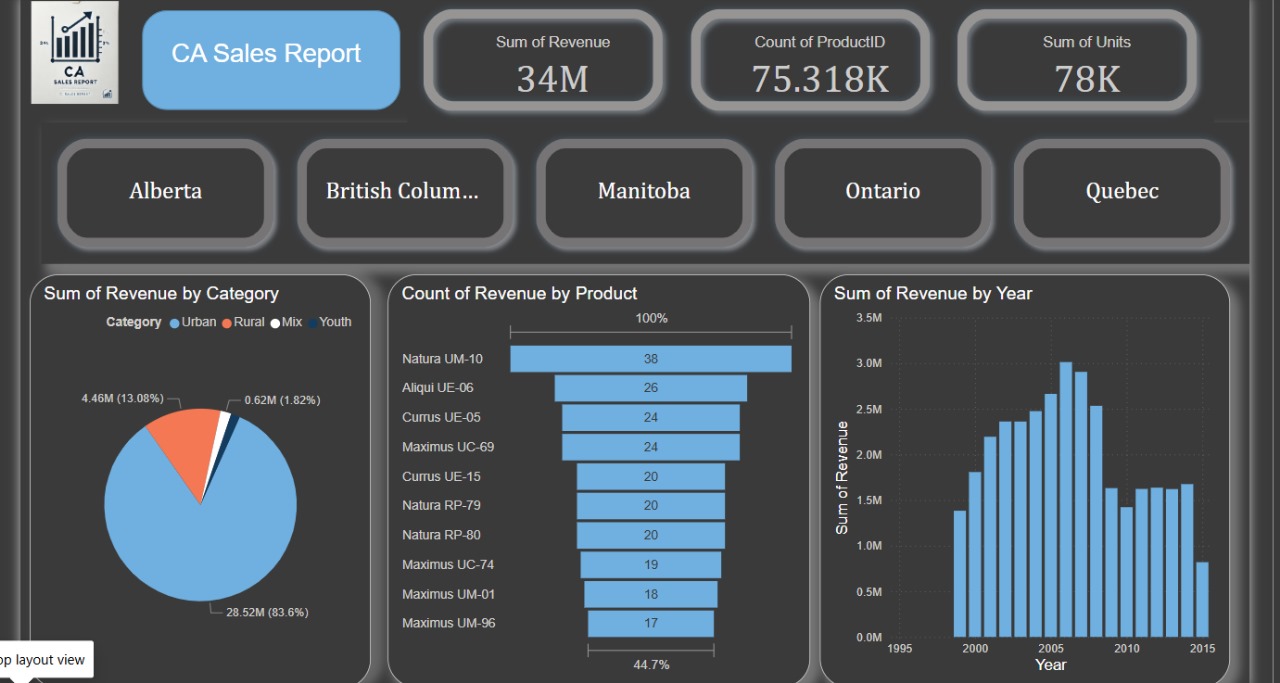 CA
SALES REPORT
CA Sales Report
Sum of Revenue
34M
Count of ProductID
75.318K
Sum of Units
78K
Alberta
British Colum...
Manitoba
Ontario
Quebec
Sum of Revenue by Category
Category Urban Rural Mix Youth
4.46M (13.08%)
0.62M (1.82%)
28.52M (83.6%)
Count of Revenue by Product
100%
Natura UM-10 38
Aliqui UE-06 26
Currus UE-05 24
Maximus UC-69 24
Currus UE-15 20
Natura RP-79 20
Natura RP-80 20
Maximus UC-74 19
Maximus UM-01 18
Maximus UM-96 17
44.7%
Sum of Revenue by Year
Sum of Revenue
3.5M
3.0M
2.5M
2.0M
1.5M
1.0M
0.5M
0.0M
1995 2000 2005 2010 2015
Year
op layout view